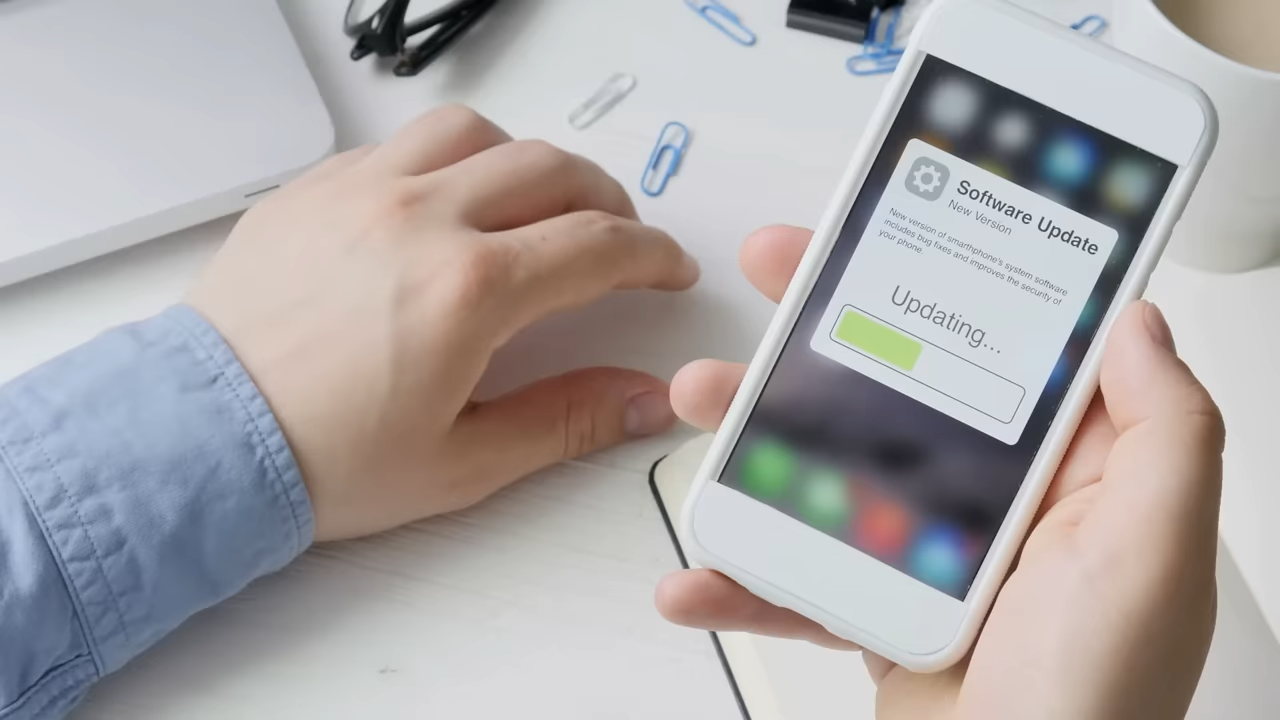 Software Update
New Version
New version of smarthphone's system software
includes bug fixes and improves the security of
your phone.
Updating...